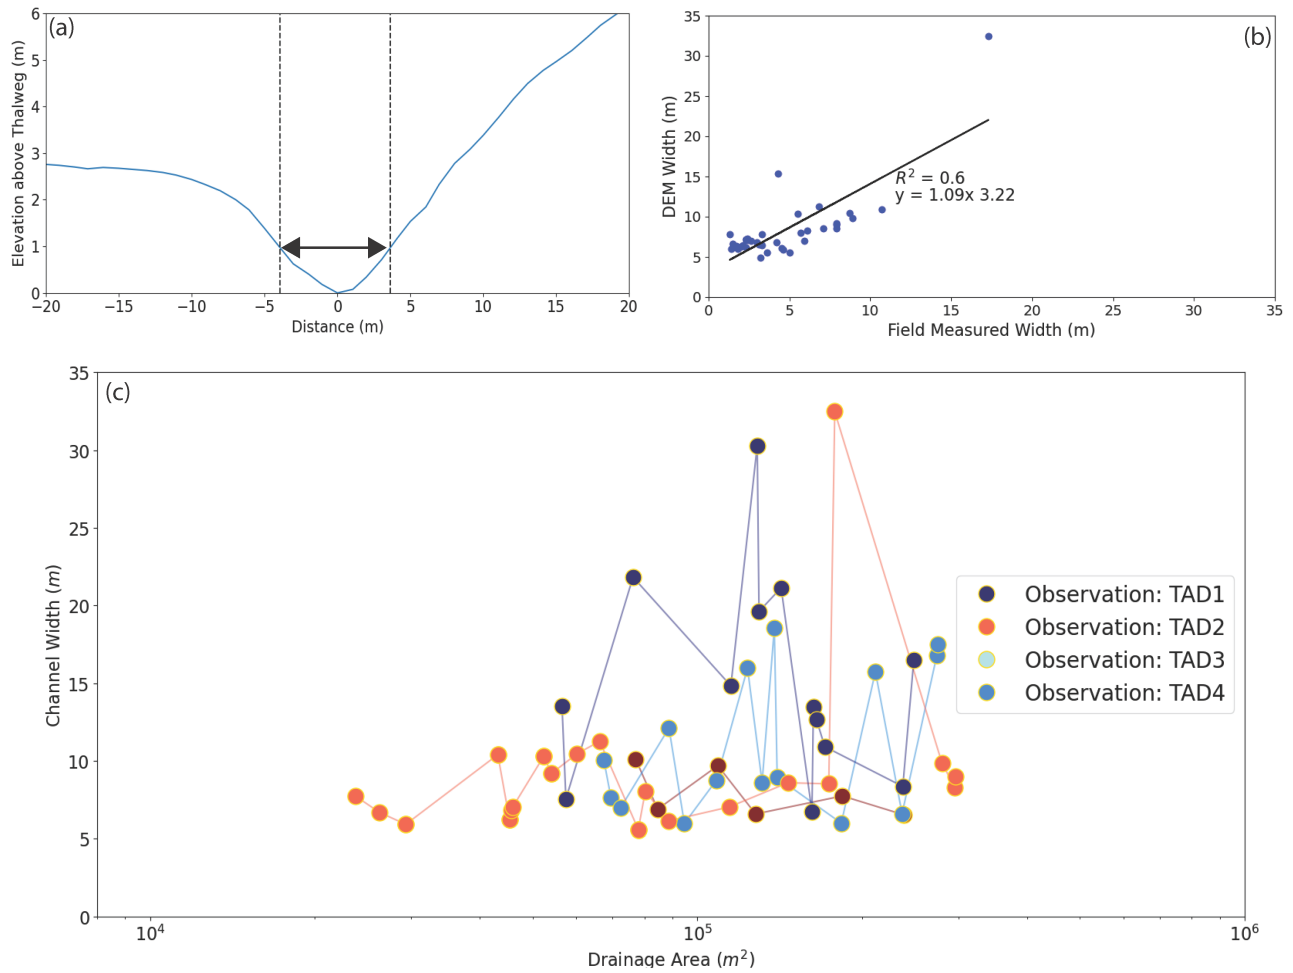 (a)
6
5
4
3
2
1
0
Elevation above Thalweg (m)
−20 −15 −10 −5 0 5 10 15 20
Distance (m)
(b)
35
30
25
20
15
10
5
0
DEM Width (m)
R² = 0.6
y = 1.09x 3.22
0 5 10 15 20 25 30 35
Field Measured Width (m)
(c)
35
30
25
20
15
10
5
0
Channel Width (m)
Observation: TAD1
Observation: TAD2
Observation: TAD3
Observation: TAD4
10⁴ 10⁵ 10⁶
Drainage Area (m²)